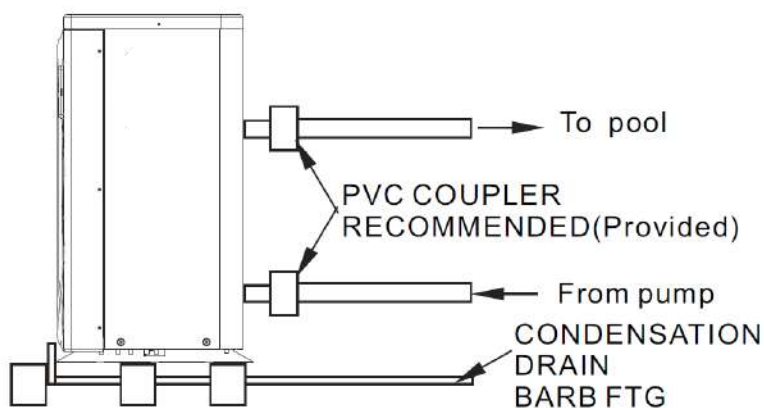 To pool
PVC COUPLER
RECOMMENDED(Provided)
From pump
CONDENSATION
DRAIN
BARB FTG